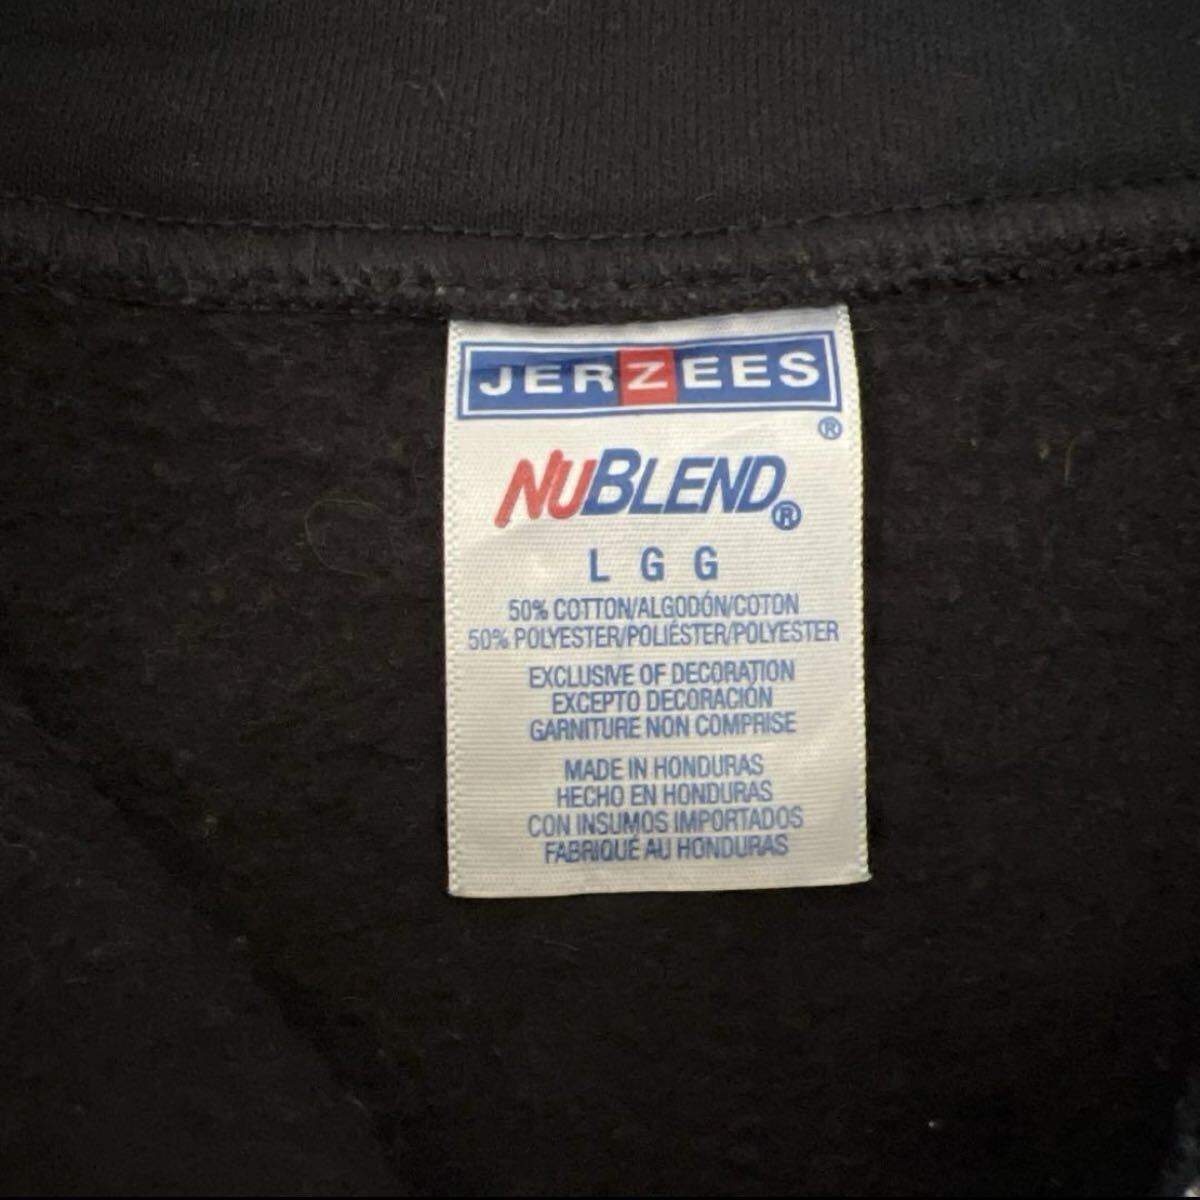 JERZEES
®
NUBLEND®
L G G
50% COTTON/ALGODÓN/COTON
50% POLYESTER/POLIÉSTER/POLYESTER
EXCLUSIVE OF DECORATION
EXCEPTO DECORACIÓN
GARNITURE NON COMPRISE
MADE IN HONDURAS
HECHO EN HONDURAS
CON INSUMOS IMPORTADOS
FABRIQUÉ AU HONDURAS